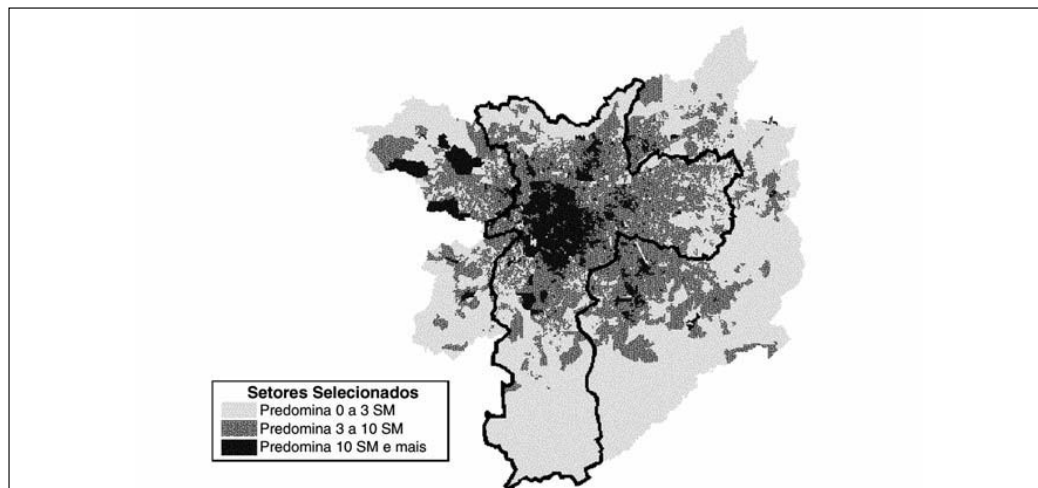 Setores Selecionados
Predomina 0 a 3 SM
Predomina 3 a 10 SM
Predomina 10 SM e mais